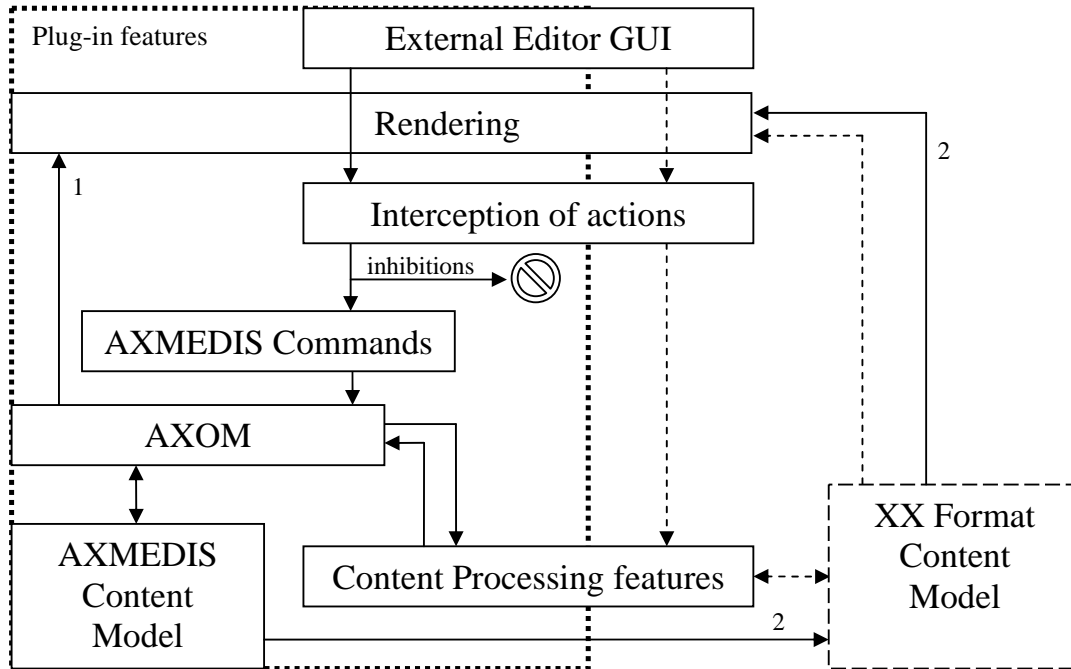 Plug-in features
External Editor GUI
Rendering
2
1
Interception of actions
inhibitions
AXMEDIS Commands
AXOM
XX Format
Content
Model
AXMEDIS
Content
Model
Content Processing features
2